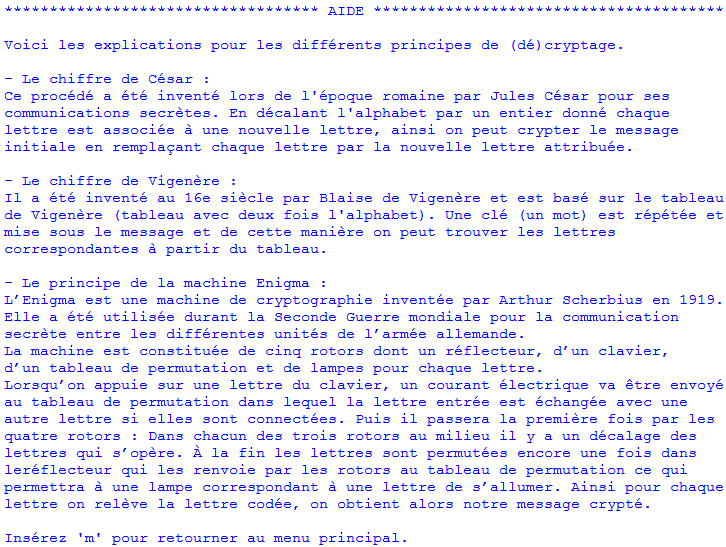 *********************************** AIDE ***************************************
Voici les explications pour les différents principes de (dé)cryptage.
- Le chiffre de César :
Ce procédé a été inventé lors de l'époque romaine par Jules César pour ses
communications secrètes. En décalant l'alphabet par un entier donné chaque
lettre est associée à une nouvelle lettre, ainsi on peut crypter le message
initiale en remplaçant chaque lettre par la nouvelle lettre attribuée.
- Le chiffre de Vigenère :
Il a été inventé au 16e siècle par Blaise de Vigenère et est basé sur le tableau
de Vigenère (tableau avec deux fois l'alphabet). Une clé (un mot) est répétée et
mise sous le message et de cette manière on peut trouver les lettres
correspondantes à partir du tableau.
- Le principe de la machine Enigma :
L’Enigma est une machine de cryptographie inventée par Arthur Scherbius en 1919.
Elle a été utilisée durant la Seconde Guerre mondiale pour la communication
secrète entre les différentes unités de l’armée allemande.
La machine est constituée de cinq rotors dont un réflecteur, d’un clavier,
d’un tableau de permutation et de lampes pour chaque lettre.
Lorsqu’on appuie sur une lettre du clavier, un courant électrique va être envoyé
au tableau de permutation dans lequel la lettre entrée est échangée avec une
autre lettre si elles sont connectées. Puis il passera la première fois par les
quatre rotors : Dans chacun des trois rotors au milieu il y a un décalage des
lettres qui s’opère. À la fin les lettres sont permutées encore une fois dans
leréflecteur qui les renvoie par les rotors au tableau de permutation ce qui
permettra à une lampe correspondant à une lettre de s’allumer. Ainsi pour chaque
lettre on relève la lettre codée, on obtient alors notre message crypté.
Insérez 'm' pour retourner au menu principal.